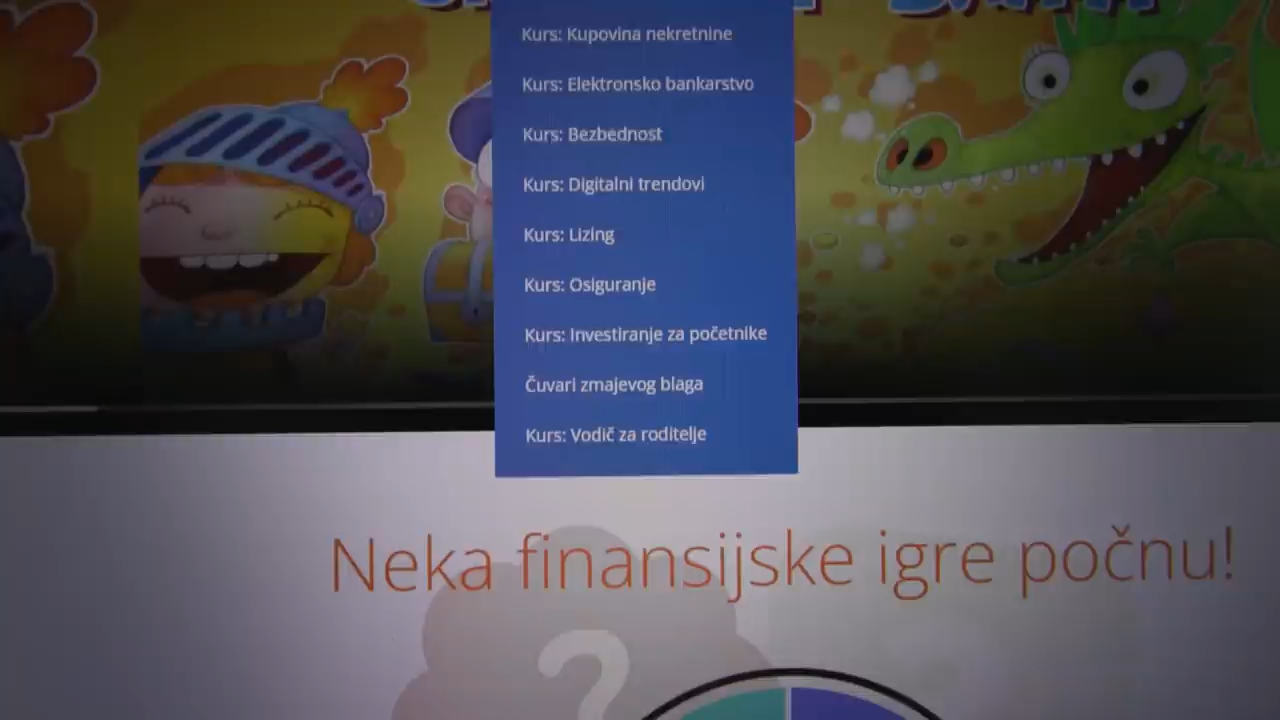 Kurs: Kupovina nekretnine
Kurs: Elektronsko bankarstvo
Kurs: Bezbednost
Kurs: Digitalni trendovi
Kurs: Lizing
Kurs: Osiguranje
Kurs: Investiranje za početnike
Čuvari zmajevog blaga
Kurs: Vodič za roditelje
Neka finansijske igre počnu!
?